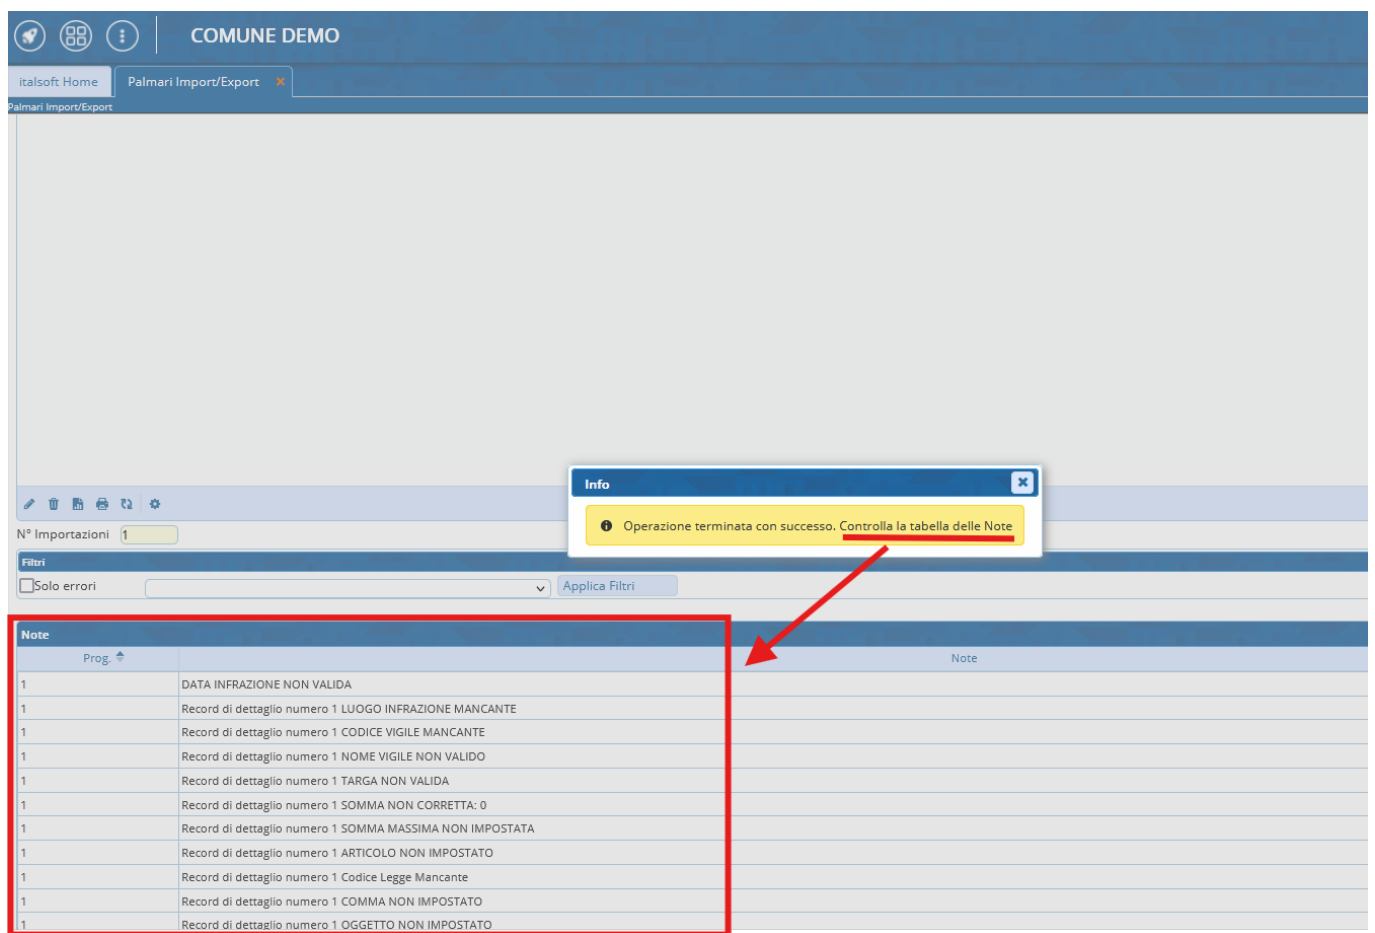 COMUNE DEMO
italsoft Home
Palmari Import/Export
Palmari Import/Export
Info
Operazione terminata con successo. Controlla la tabella delle Note
N° Importazioni 1
Filtri
Solo errori
Applica Filtri
Note
Prog. Note
1 DATA INFRAZIONE NON VALIDA
1 Record di dettaglio numero 1 LUOGO INFRAZIONE MANCANTE
1 Record di dettaglio numero 1 CODICE VIGILE MANCANTE
1 Record di dettaglio numero 1 NOME VIGILE NON VALIDO
1 Record di dettaglio numero 1 TARGA NON VALIDA
1 Record di dettaglio numero 1 SOMMA NON CORRETTA: 0
1 Record di dettaglio numero 1 SOMMA MASSIMA NON IMPOSTATA
1 Record di dettaglio numero 1 ARTICOLO NON IMPOSTATO
1 Record di dettaglio numero 1 Codice Legge Mancante
1 Record di dettaglio numero 1 COMMA NON IMPOSTATO
1 Record di dettaglio numero 1 OGGETTO NON IMPOSTATO